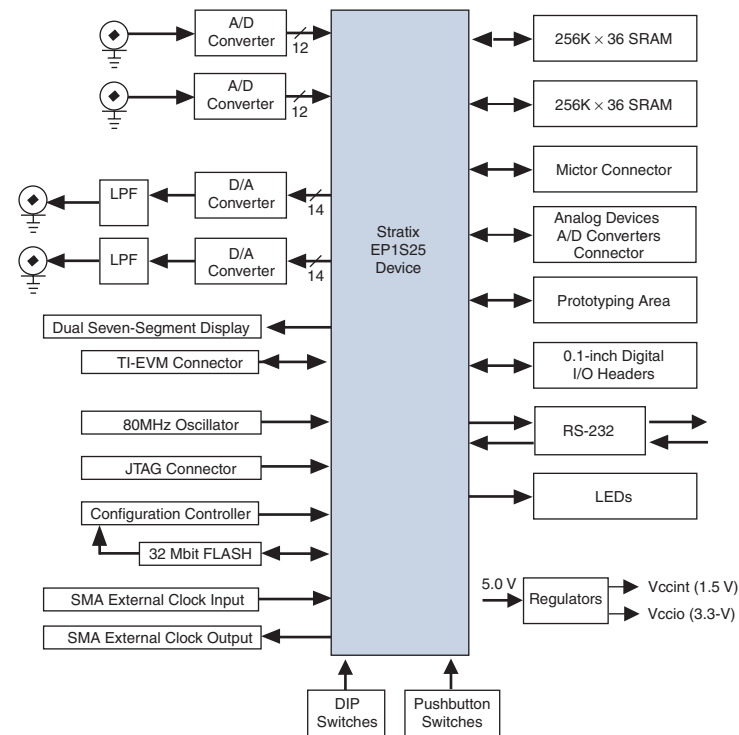 A/D
Converter
12
A/D
Converter
12
LPF
D/A
Converter
14
LPF
D/A
Converter
14
Dual Seven-Segment Display
TI-EVM Connector
80MHz Oscillator
JTAG Connector
Configuration Controller
32 Mbit FLASH
SMA External Clock Input
SMA External Clock Output
Stratix
EP1S25
Device
256K × 36 SRAM
256K × 36 SRAM
Mictor Connector
Analog Devices
A/D Converters
Connector
Prototyping Area
0.1-inch Digital
I/O Headers
RS-232
LEDs
5.0 V
Regulators
Vccint (1.5 V)
Vccio (3.3-V)
DIP
Switches
Pushbutton
Switches